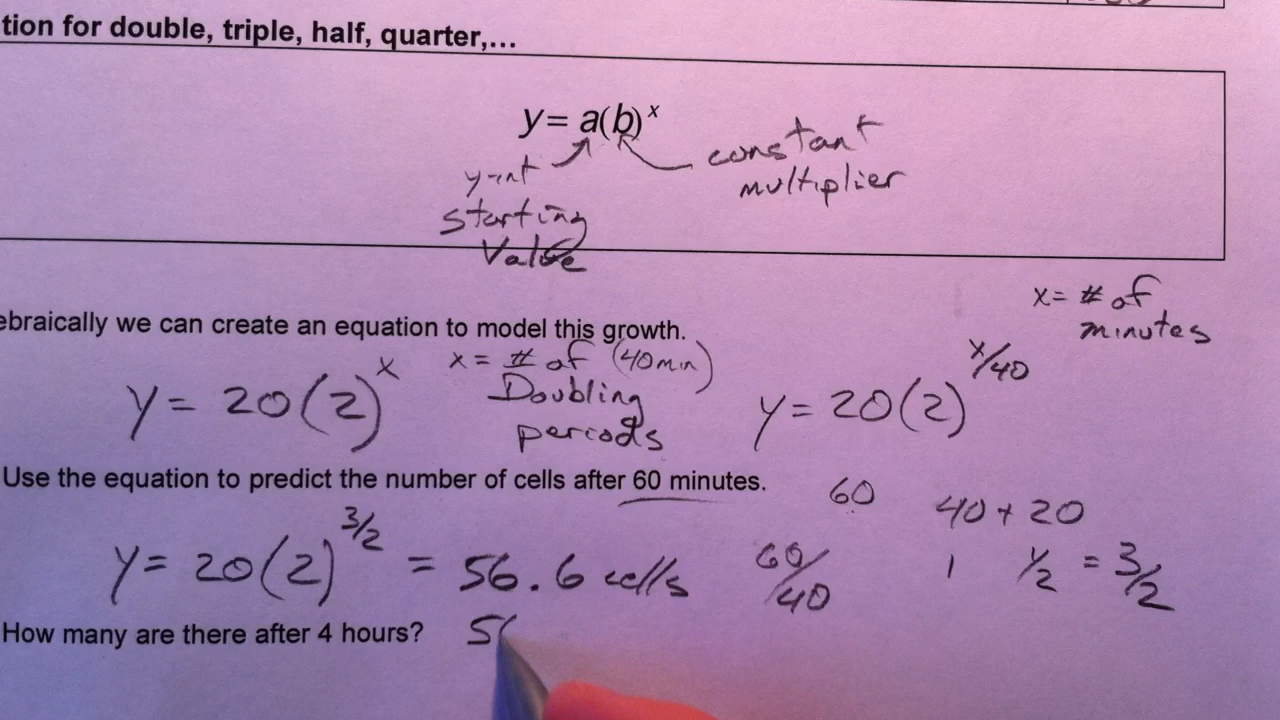 tion for double, triple, half, quarter,...
y = a(b)^x
y-int
starting
Value
constant
multiplier
x = # of
minutes
ebraically we can create an equation to model this growth.
y = 20(2)^x
x = # of (40 min)
Doubling
periods
y = 20(2)^x/40
Use the equation to predict the number of cells after 60 minutes.
60
40 + 20
y = 20(2)^3/2 = 56.6 cells
60/40
1 1/2 = 3/2
How many are there after 4 hours?